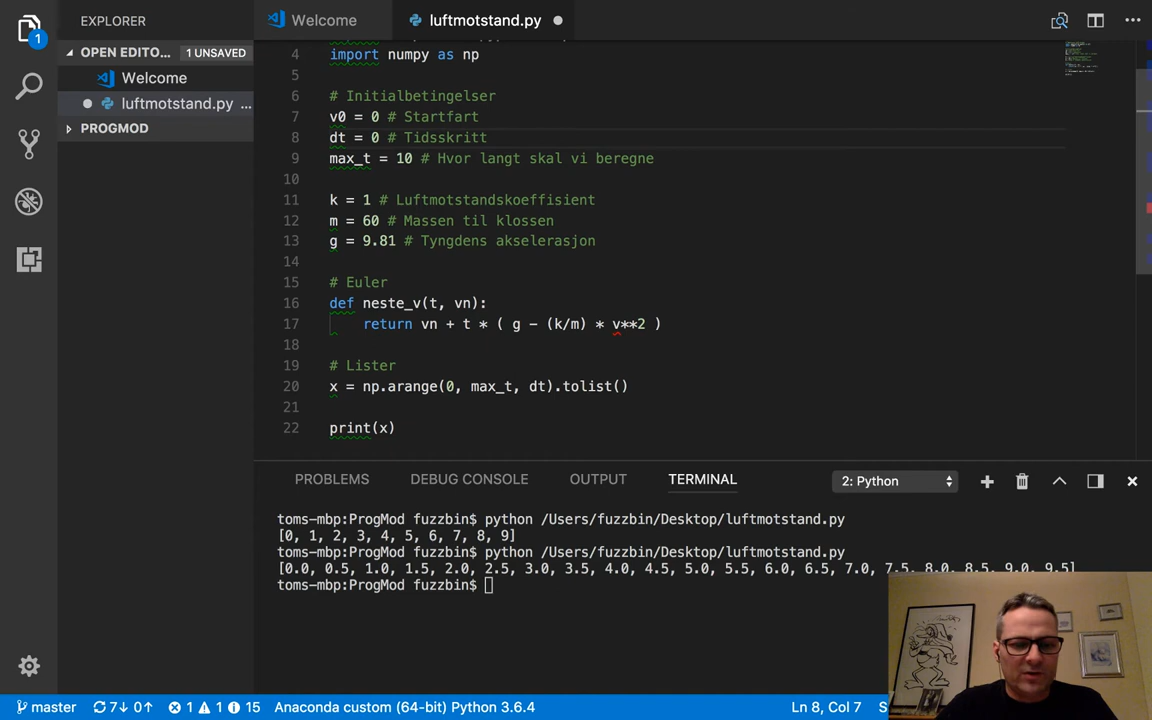 EXPLORER
Welcome
luftmotstand.py
OPEN EDITO... 1 UNSAVED
Welcome
luftmotstand.py ...
PROGMOD
1
4 import numpy as np
5
6 # Initialbetingelser
7 v0 = 0 # Startfart
8 dt = 0 # Tidsskritt
9 max_t = 10 # Hvor langt skal vi beregne
10
11 k = 1 # Luftmotstandskoeffisient
12 m = 60 # Massen til klossen
13 g = 9.81 # Tyngdens akselerasjon
14
15 # Euler
16 def neste_v(t, vn):
17 return vn + t * ( g - (k/m) * v**2 )
18
19 # Lister
20 x = np.arange(0, max_t, dt).tolist()
21
22 print(x)
PROBLEMS DEBUG CONSOLE OUTPUT TERMINAL 2: Python
toms-mbp:ProgMod fuzzbin$ python /Users/fuzzbin/Desktop/luftmotstand.py
[0, 1, 2, 3, 4, 5, 6, 7, 8, 9]
toms-mbp:ProgMod fuzzbin$ python /Users/fuzzbin/Desktop/luftmotstand.py
[0.0, 0.5, 1.0, 1.5, 2.0, 2.5, 3.0, 3.5, 4.0, 4.5, 5.0, 5.5, 6.0, 6.5, 7.0, 7.5, 8.0, 8.5, 9.0, 9.5]
toms-mbp:ProgMod fuzzbin$
master 7↓ 0↑ 1 1 15 Anaconda custom (64-bit) Python 3.6.4 Ln 8, Col 7